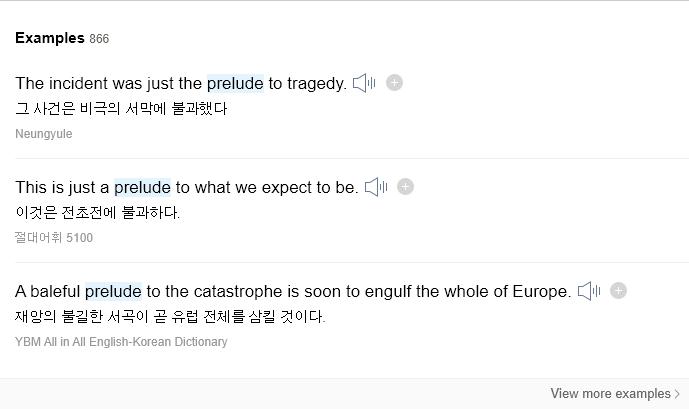 Examples 866
The incident was just the prelude to tragedy.
그 사건은 비극의 서막에 불과했다
Neungyule
This is just a prelude to what we expect to be.
이것은 전초전에 불과하다.
절대어휘 5100
A baleful prelude to the catastrophe is soon to engulf the whole of Europe.
재앙의 불길한 서곡이 곧 유럽 전체를 삼킬 것이다.
YBM All in All English-Korean Dictionary
View more examples